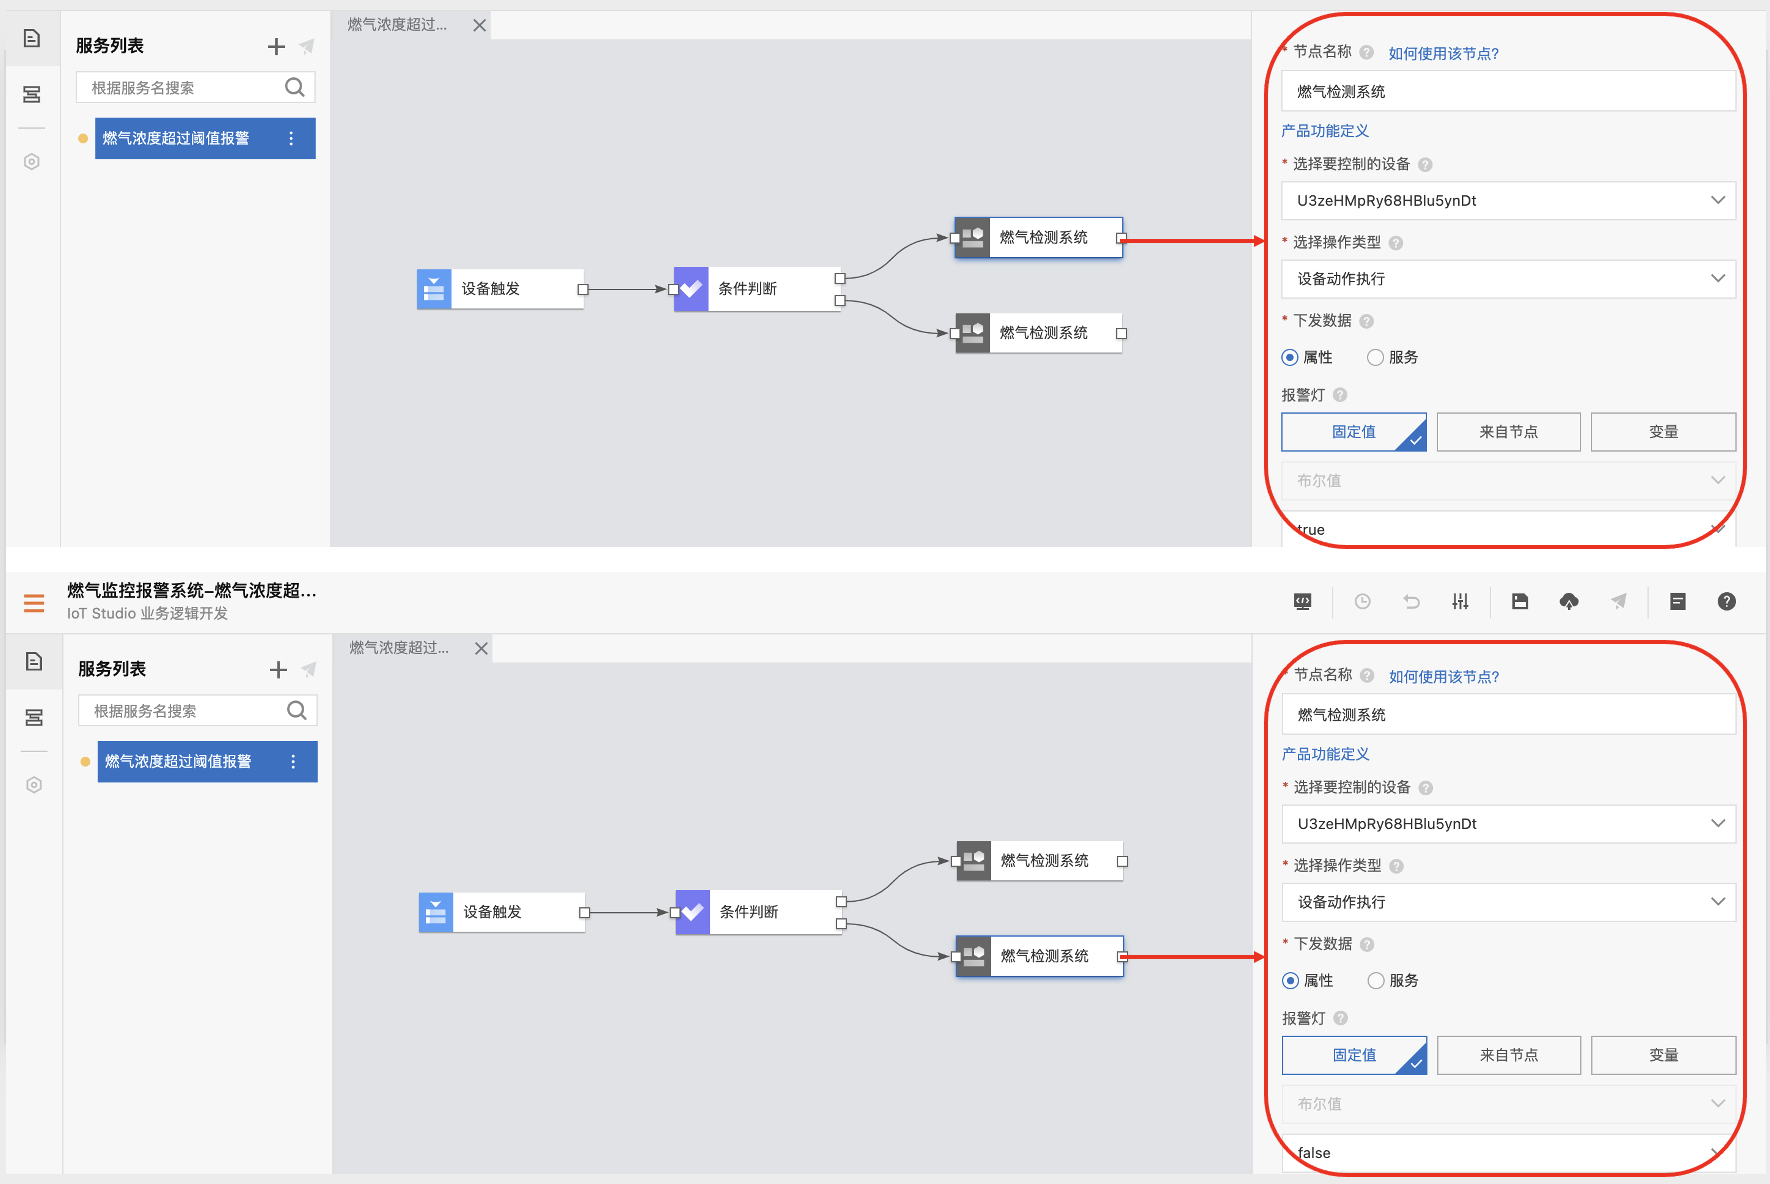 燃气浓度超过...
服务列表
根据服务名搜索
燃气浓度超过阈值报警
设备触发
条件判断
燃气检测系统
燃气检测系统
* 节点名称 如何使用该节点?
燃气检测系统
产品功能定义
* 选择要控制的设备
U3zeHMpRy68HBlu5ynDt
* 选择操作类型
设备动作执行
* 下发数据
属性 服务
报警灯
固定值 来自节点 变量
布尔值
true
燃气监控报警系统-燃气浓度超...
IoT Studio 业务逻辑开发
燃气浓度超过...
服务列表
根据服务名搜索
燃气浓度超过阈值报警
设备触发
条件判断
燃气检测系统
燃气检测系统
* 节点名称 如何使用该节点?
燃气检测系统
产品功能定义
* 选择要控制的设备
U3zeHMpRy68HBlu5ynDt
* 选择操作类型
设备动作执行
* 下发数据
属性 服务
报警灯
固定值 来自节点 变量
布尔值
false